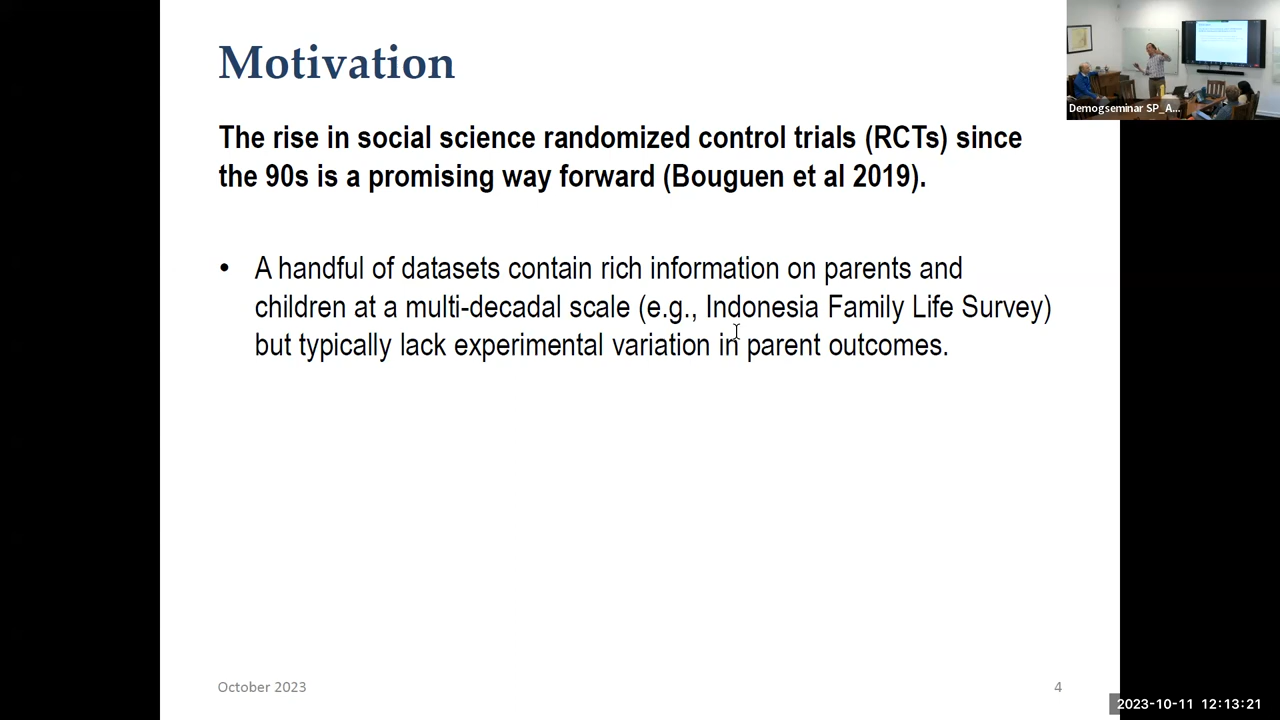 Motivation
The rise in social science randomized control trials (RCTs) since
the 90s is a promising way forward (Bouguen et al 2019).
• A handful of datasets contain rich information on parents and
children at a multi-decadal scale (e.g., Indonesia Family Life Survey)
but typically lack experimental variation in parent outcomes.
October 2023
4
Demogseminar SP_A...
2023-10-11 12:13:21